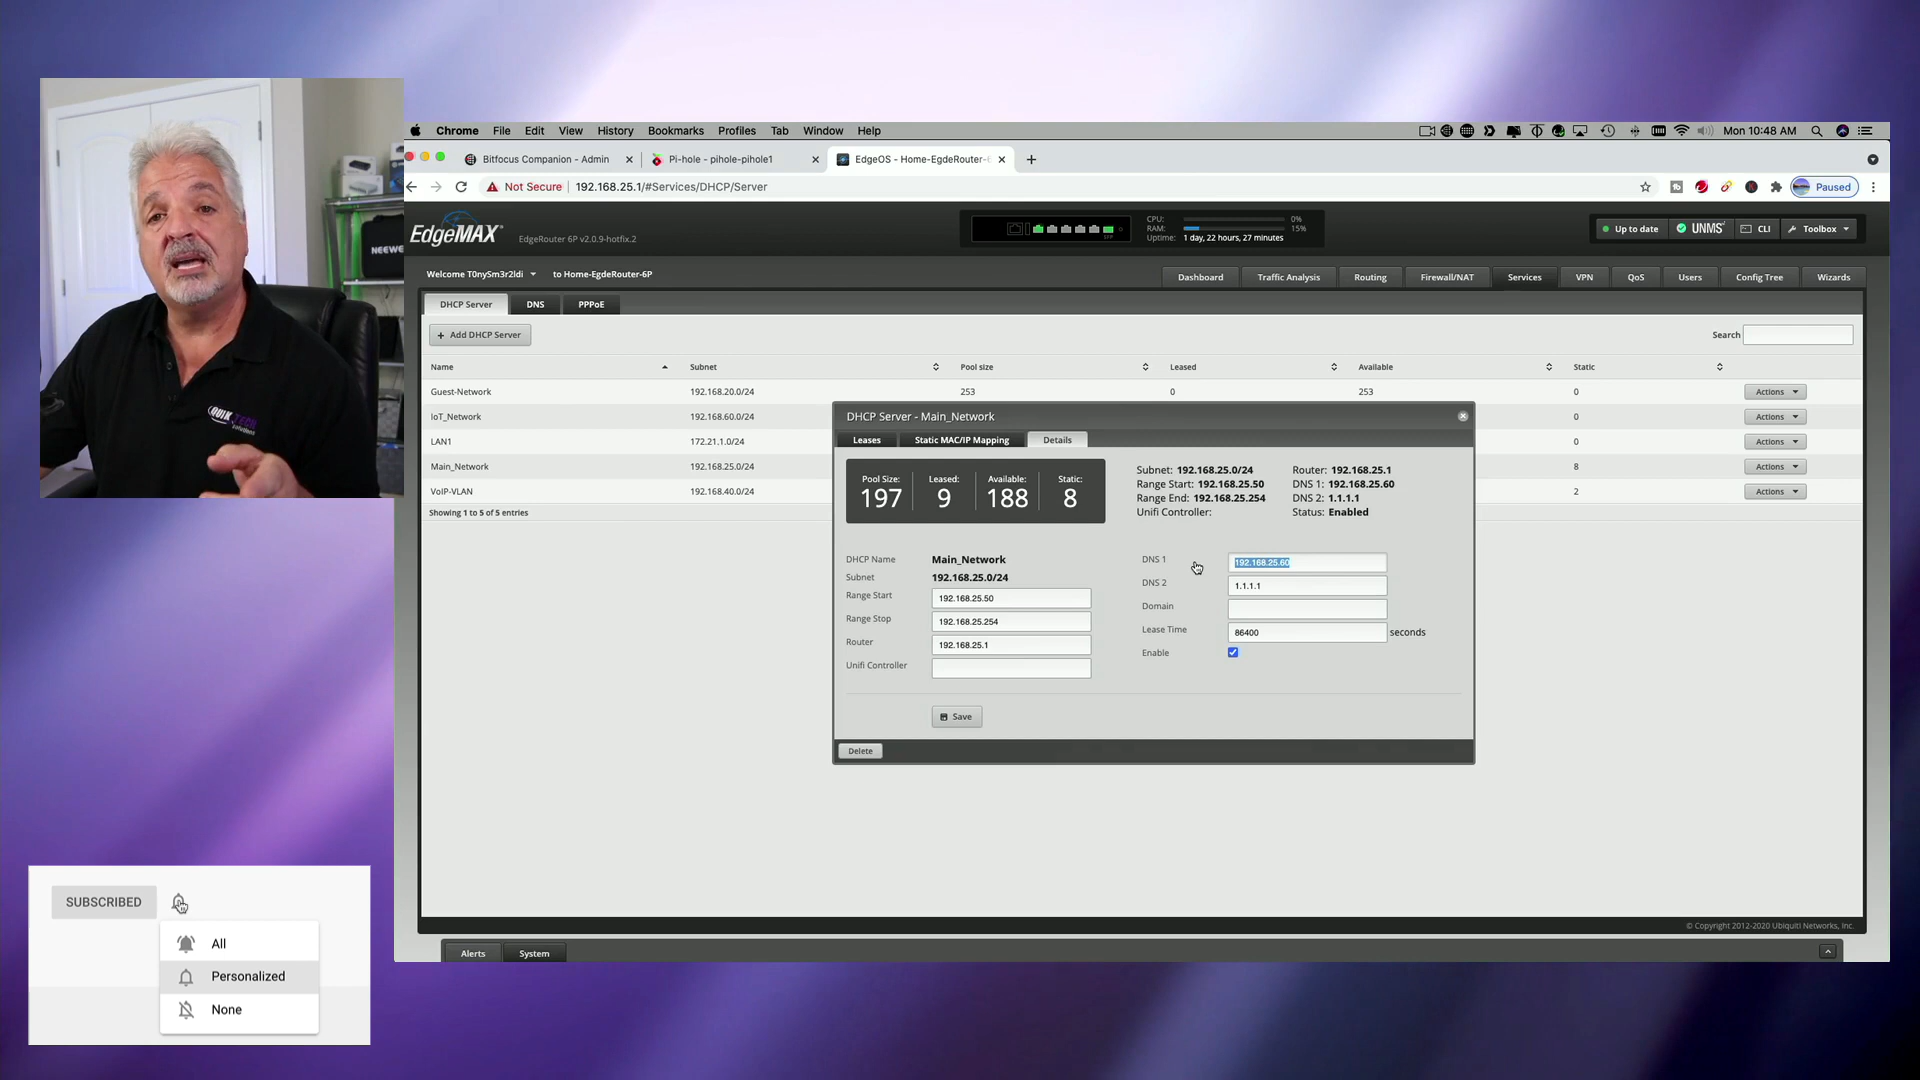 Chrome File Edit View History Bookmarks Profiles Tab Window Help Mon 10:48 AM
Bitfocus Companion - Admin
Pi-hole - pihole-pihole1
EdgeOS - Home-EgdeRouter-6
Not Secure 192.168.25.1/#Services/DHCP/Server Paused
EdgeMAX EdgeRouter 6P v2.0.9-hotfix.2
CPU: 0%
RAM: 15%
Uptime: 1 day, 22 hours, 27 minutes
Up to date UNMS CLI Toolbox
Welcome T0nySm3r2ldi to Home-EgdeRouter-6P
Dashboard Traffic Analysis Routing Firewall/NAT Services VPN QoS Users Config Tree Wizards
DHCP Server DNS PPPoE
+ Add DHCP Server
Search
Name Subnet Pool size Leased Available Static
Guest-Network 192.168.20.0/24 253 0 253 0 Actions
IoT_Network 192.168.60.0/24 0 Actions
LAN1 172.21.1.0/24 0 Actions
Main_Network 192.168.25.0/24 8 Actions
VoIP-VLAN 192.168.40.0/24 2 Actions
Showing 1 to 5 of 5 entries
DHCP Server - Main_Network
Leases Static MAC/IP Mapping Details
Pool Size: Leased: Available: Static:
197 9 188 8
Subnet: 192.168.25.0/24
Range Start: 192.168.25.50
Range End: 192.168.25.254
Unifi Controller:
Router: 192.168.25.1
DNS 1: 192.168.25.60
DNS 2: 1.1.1.1
Status: Enabled
DHCP Name Main_Network
Subnet 192.168.25.0/24
Range Start 192.168.25.50
Range Stop 192.168.25.254
Router 192.168.25.1
Unifi Controller
DNS 1 192.168.25.60
DNS 2 1.1.1.1
Domain
Lease Time 86400 seconds
Enable
Save
Delete
© Copyright 2012-2020 Ubiquiti Networks, Inc.
Alerts System
NEEWE
QUIKTECH
Solutions
SUBSCRIBED
All
Personalized
None